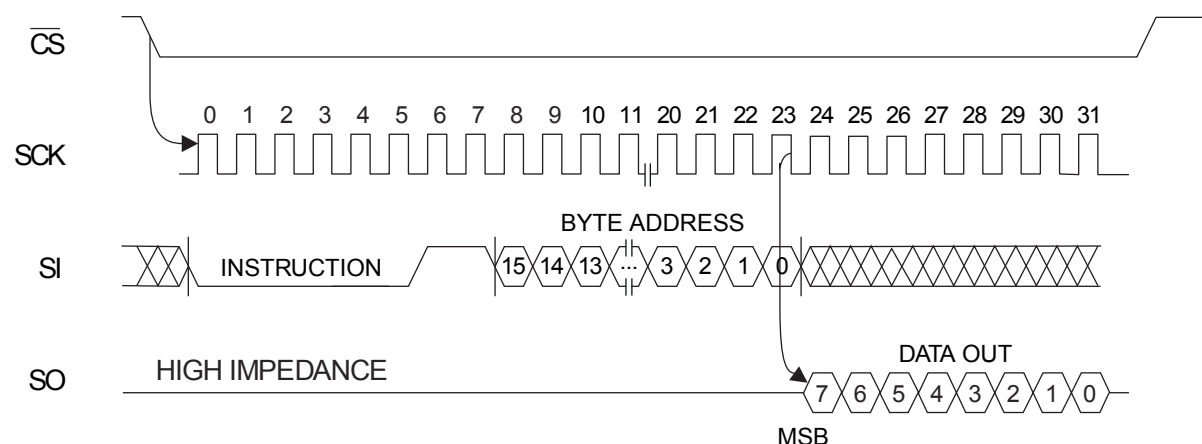 CS
0 1 2 3 4 5 6 7 8 9 10 11 20 21 22 23 24 25 26 27 28 29 30 31
SCK
BYTE ADDRESS
SI INSTRUCTION 15 14 13 ... 3 2 1 0
DATA OUT
SO HIGH IMPEDANCE 7 6 5 4 3 2 1 0
MSB